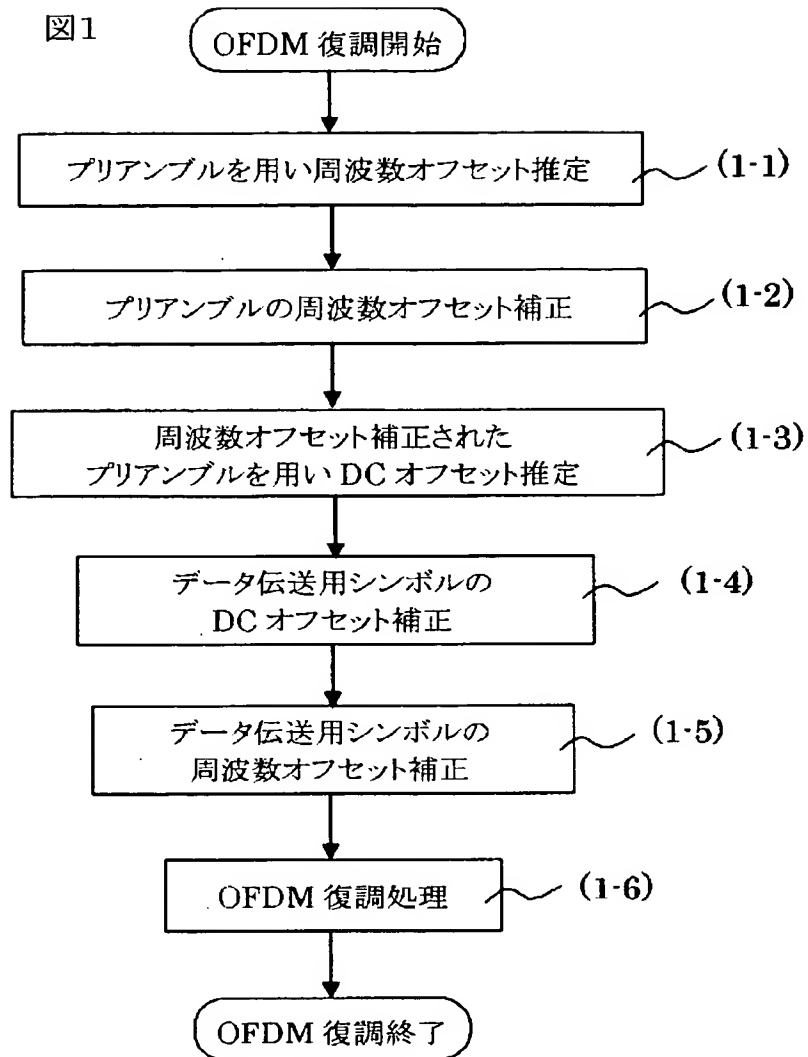 図1
OFDM 復調開始
プリアンブルを用い周波数オフセット推定
(1-1)
プリアンブルの周波数オフセット補正
(1-2)
周波数オフセット補正された
プリアンブルを用い DC オフセット推定
(1-3)
データ伝送用シンボルの
DC オフセット補正
(1-4)
データ伝送用シンボルの
周波数オフセット補正
(1-5)
OFDM 復調処理
(1-6)
OFDM 復調終了